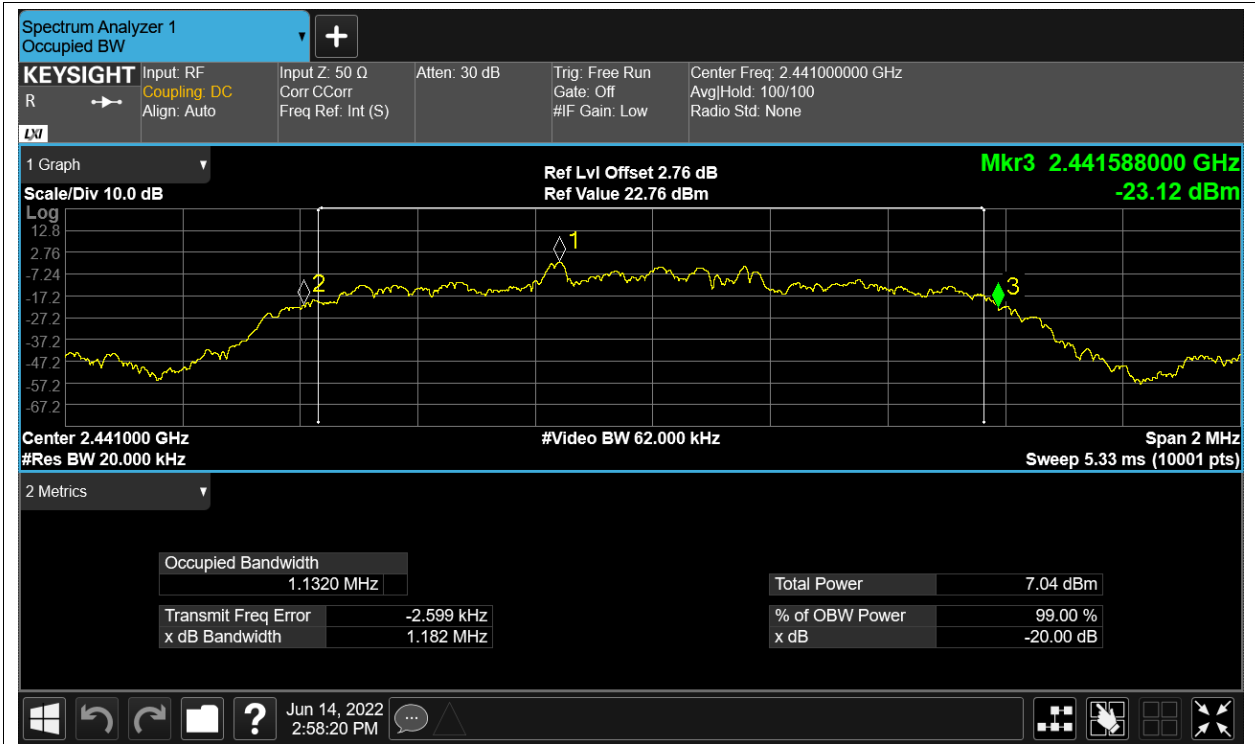 Spectrum Analyzer 1
Occupied BW
KEYSIGHT
R
LXI
Input: RF
Coupling: DC
Align: Auto
Input Z: 50 Ω
Corr CCorr
Freq Ref: Int (S)
Atten: 30 dB
Trig: Free Run
Gate: Off
#IF Gain: Low
Center Freq: 2.441000000 GHz
Avg|Hold: 100/100
Radio Std: None
1 Graph
Scale/Div 10.0 dB
Ref Lvl Offset 2.76 dB
Ref Value 22.76 dBm
Mkr3 2.441588000 GHz
-23.12 dBm
Log
12.8
2.76
-7.24
-17.2
-27.2
-37.2
-47.2
-57.2
-67.2
1
2
3
Center 2.441000 GHz
#Res BW 20.000 kHz
#Video BW 62.000 kHz
Span 2 MHz
Sweep 5.33 ms (10001 pts)
2 Metrics
Occupied Bandwidth
1.1320 MHz
Transmit Freq Error -2.599 kHz
x dB Bandwidth 1.182 MHz
Total Power 7.04 dBm
% of OBW Power 99.00 %
x dB -20.00 dB
?
Jun 14, 2022
2:58:20 PM